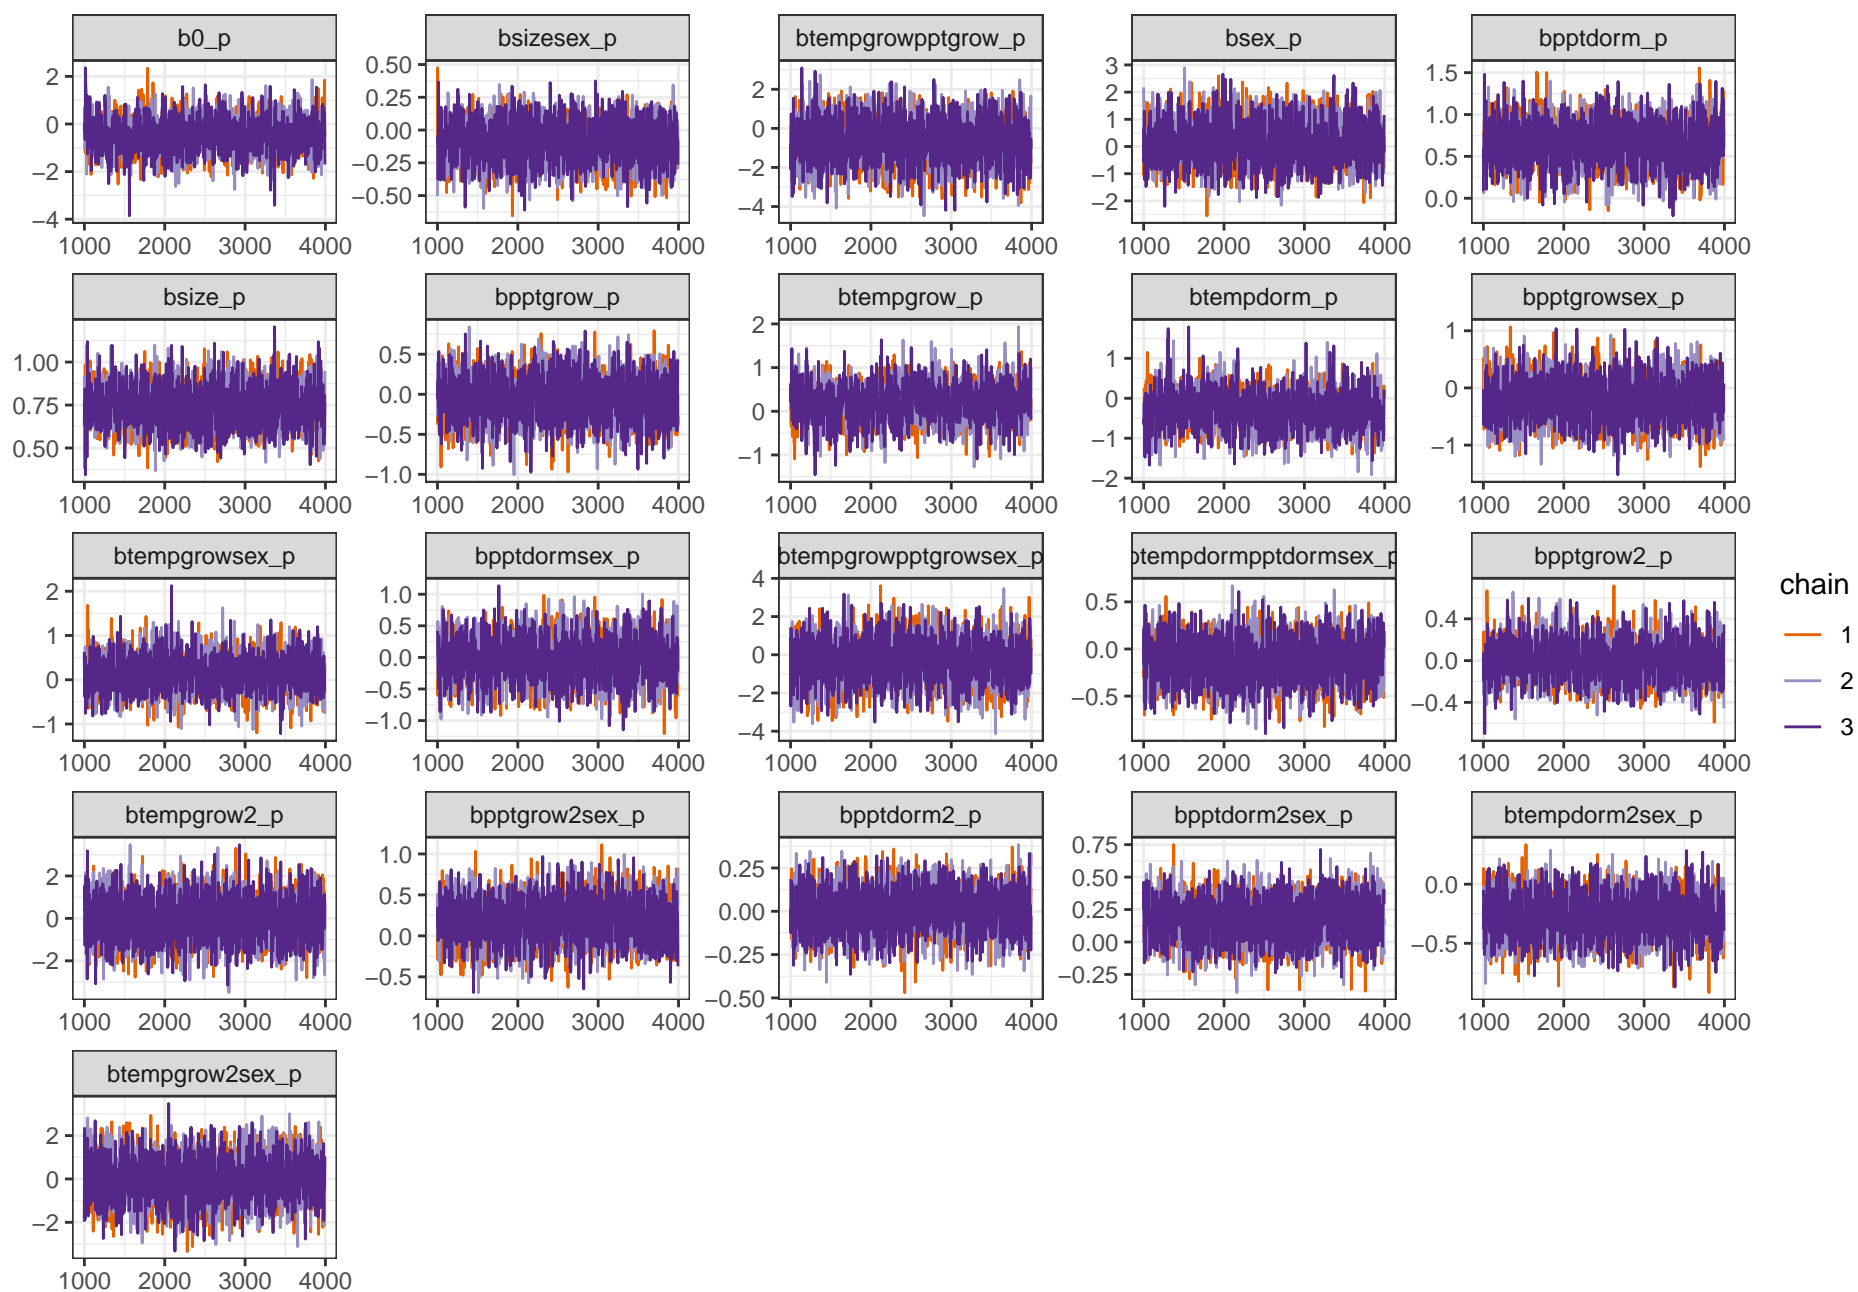 b0_p bsizesex_p btempgrowpptgrow_p bsex_p bpptdorm_p
2 0 −2 −4
0.50 0.25 0.00 −0.25 −0.50
2 0 −2 −4
3 2 1 0 −1 −2
1.5 1.0 0.5 0.0
1000 2000 3000 4000 1000 2000 3000 4000 1000 2000 3000 4000 1000 2000 3000 4000 1000 2000 3000 4000
bsize_p bpptgrow_p btempgrow_p btempdorm_p bpptgrowsex_p
1.00 0.75 0.50
0.5 0.0 −0.5 −1.0
2 1 0 −1
1 0 −1 −2
1 0 −1
1000 2000 3000 4000 1000 2000 3000 4000 1000 2000 3000 4000 1000 2000 3000 4000 1000 2000 3000 4000
btempgrowsex_p bpptdormsex_p btempgrowpptgrowsex_p btempdormpptdormsex_p bpptgrow2_p
2 1 0 −1
1.0 0.5 0.0 −0.5 −1.0
4 2 0 −2 −4
0.5 0.0 −0.5
0.4 0.0 −0.4
1000 2000 3000 4000 1000 2000 3000 4000 1000 2000 3000 4000 1000 2000 3000 4000 1000 2000 3000 4000
btempgrow2_p bpptgrow2sex_p bpptdorm2_p bpptdorm2sex_p btempdorm2sex_p
2 0 −2
1.0 0.5 0.0 −0.5
0.25 0.00 −0.25 −0.50
0.75 0.50 0.25 0.00 −0.25
0.0 −0.5
1000 2000 3000 4000 1000 2000 3000 4000 1000 2000 3000 4000 1000 2000 3000 4000 1000 2000 3000 4000
btempgrow2sex_p
2 0 −2
1000 2000 3000 4000
chain
1
2
3